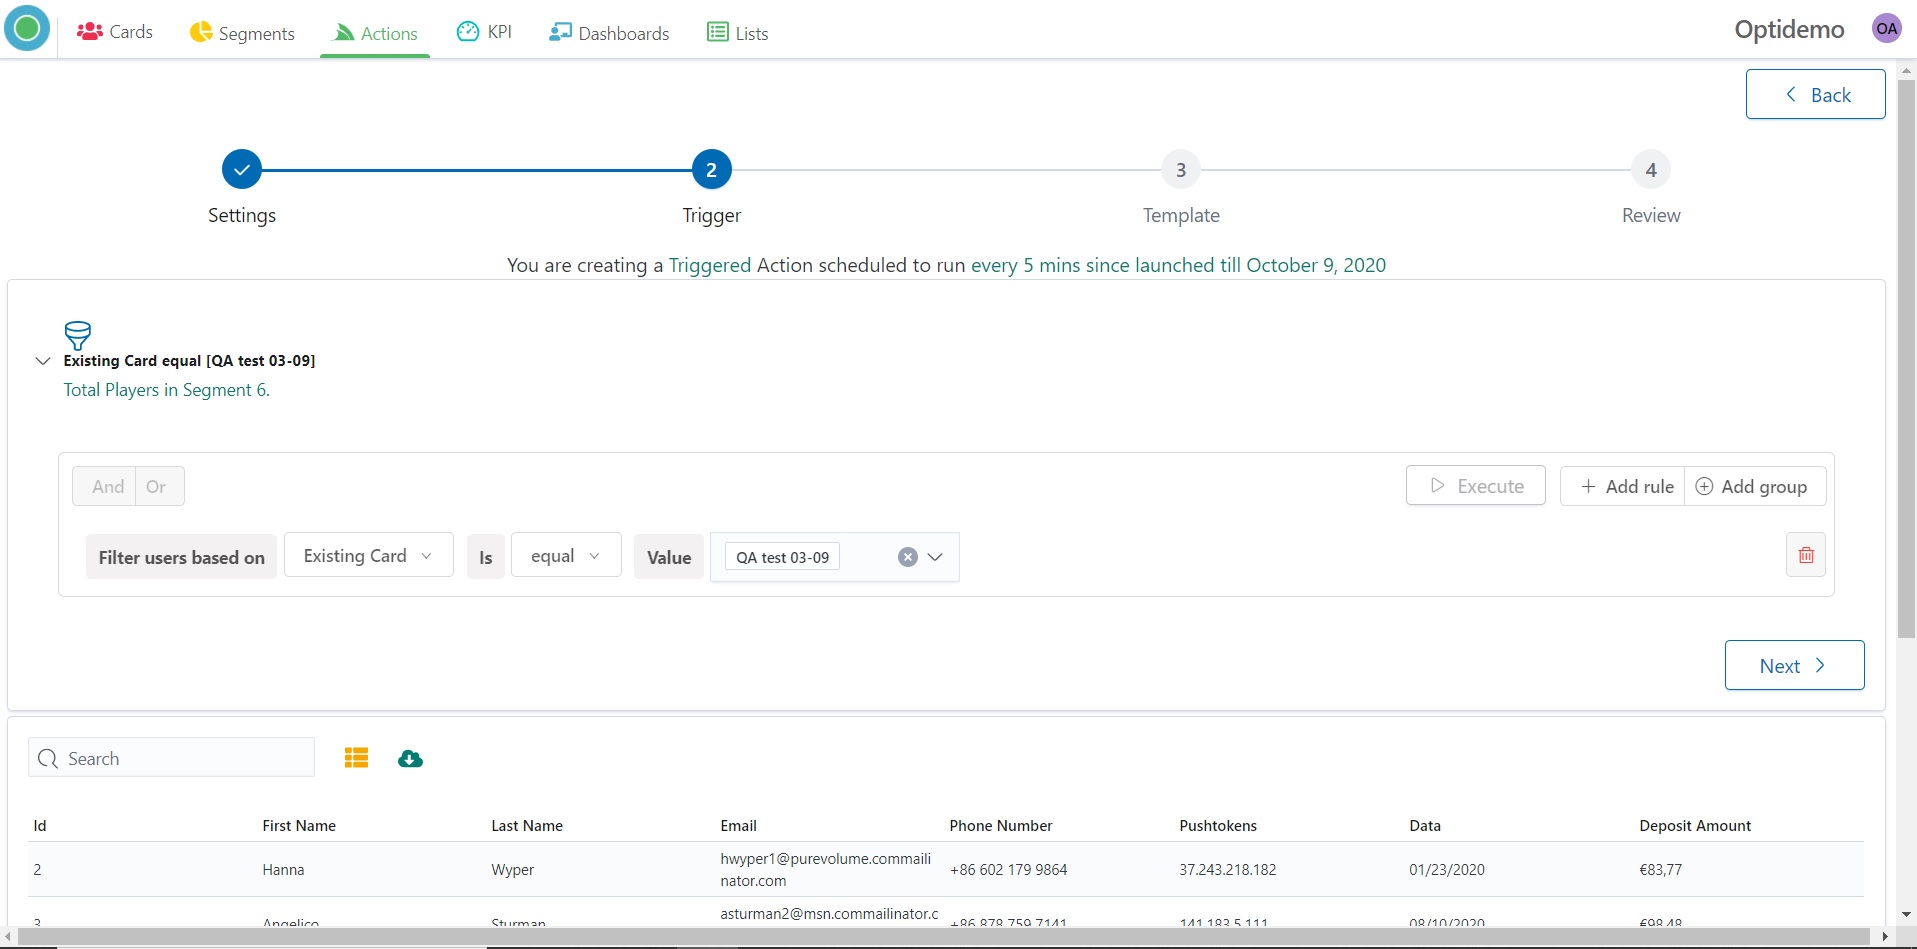 Cards Segments Actions KPI Dashboards Lists Optidemo OA
Back
2 3 4
Settings Trigger Template Review
You are creating a Triggered Action scheduled to run every 5 mins since launched till October 9, 2020
Existing Card equal [QA test 03-09]
Total Players in Segment 6.
And Or Execute Add rule Add group
Filter users based on Existing Card Is equal Value QA test 03-09
Next
Search
Id First Name Last Name Email Phone Number Pushtokens Data Deposit Amount
2 Hanna Wyper hwyper1@purevolume.commaili +86 602 179 9864 37.243.218.182 01/23/2020 €83,77
nator.com
3 Angelico Sturman asturman2@msn.commailinator.c +86 878 759 7141 141.183.5.111 08/10/2020 €98,48